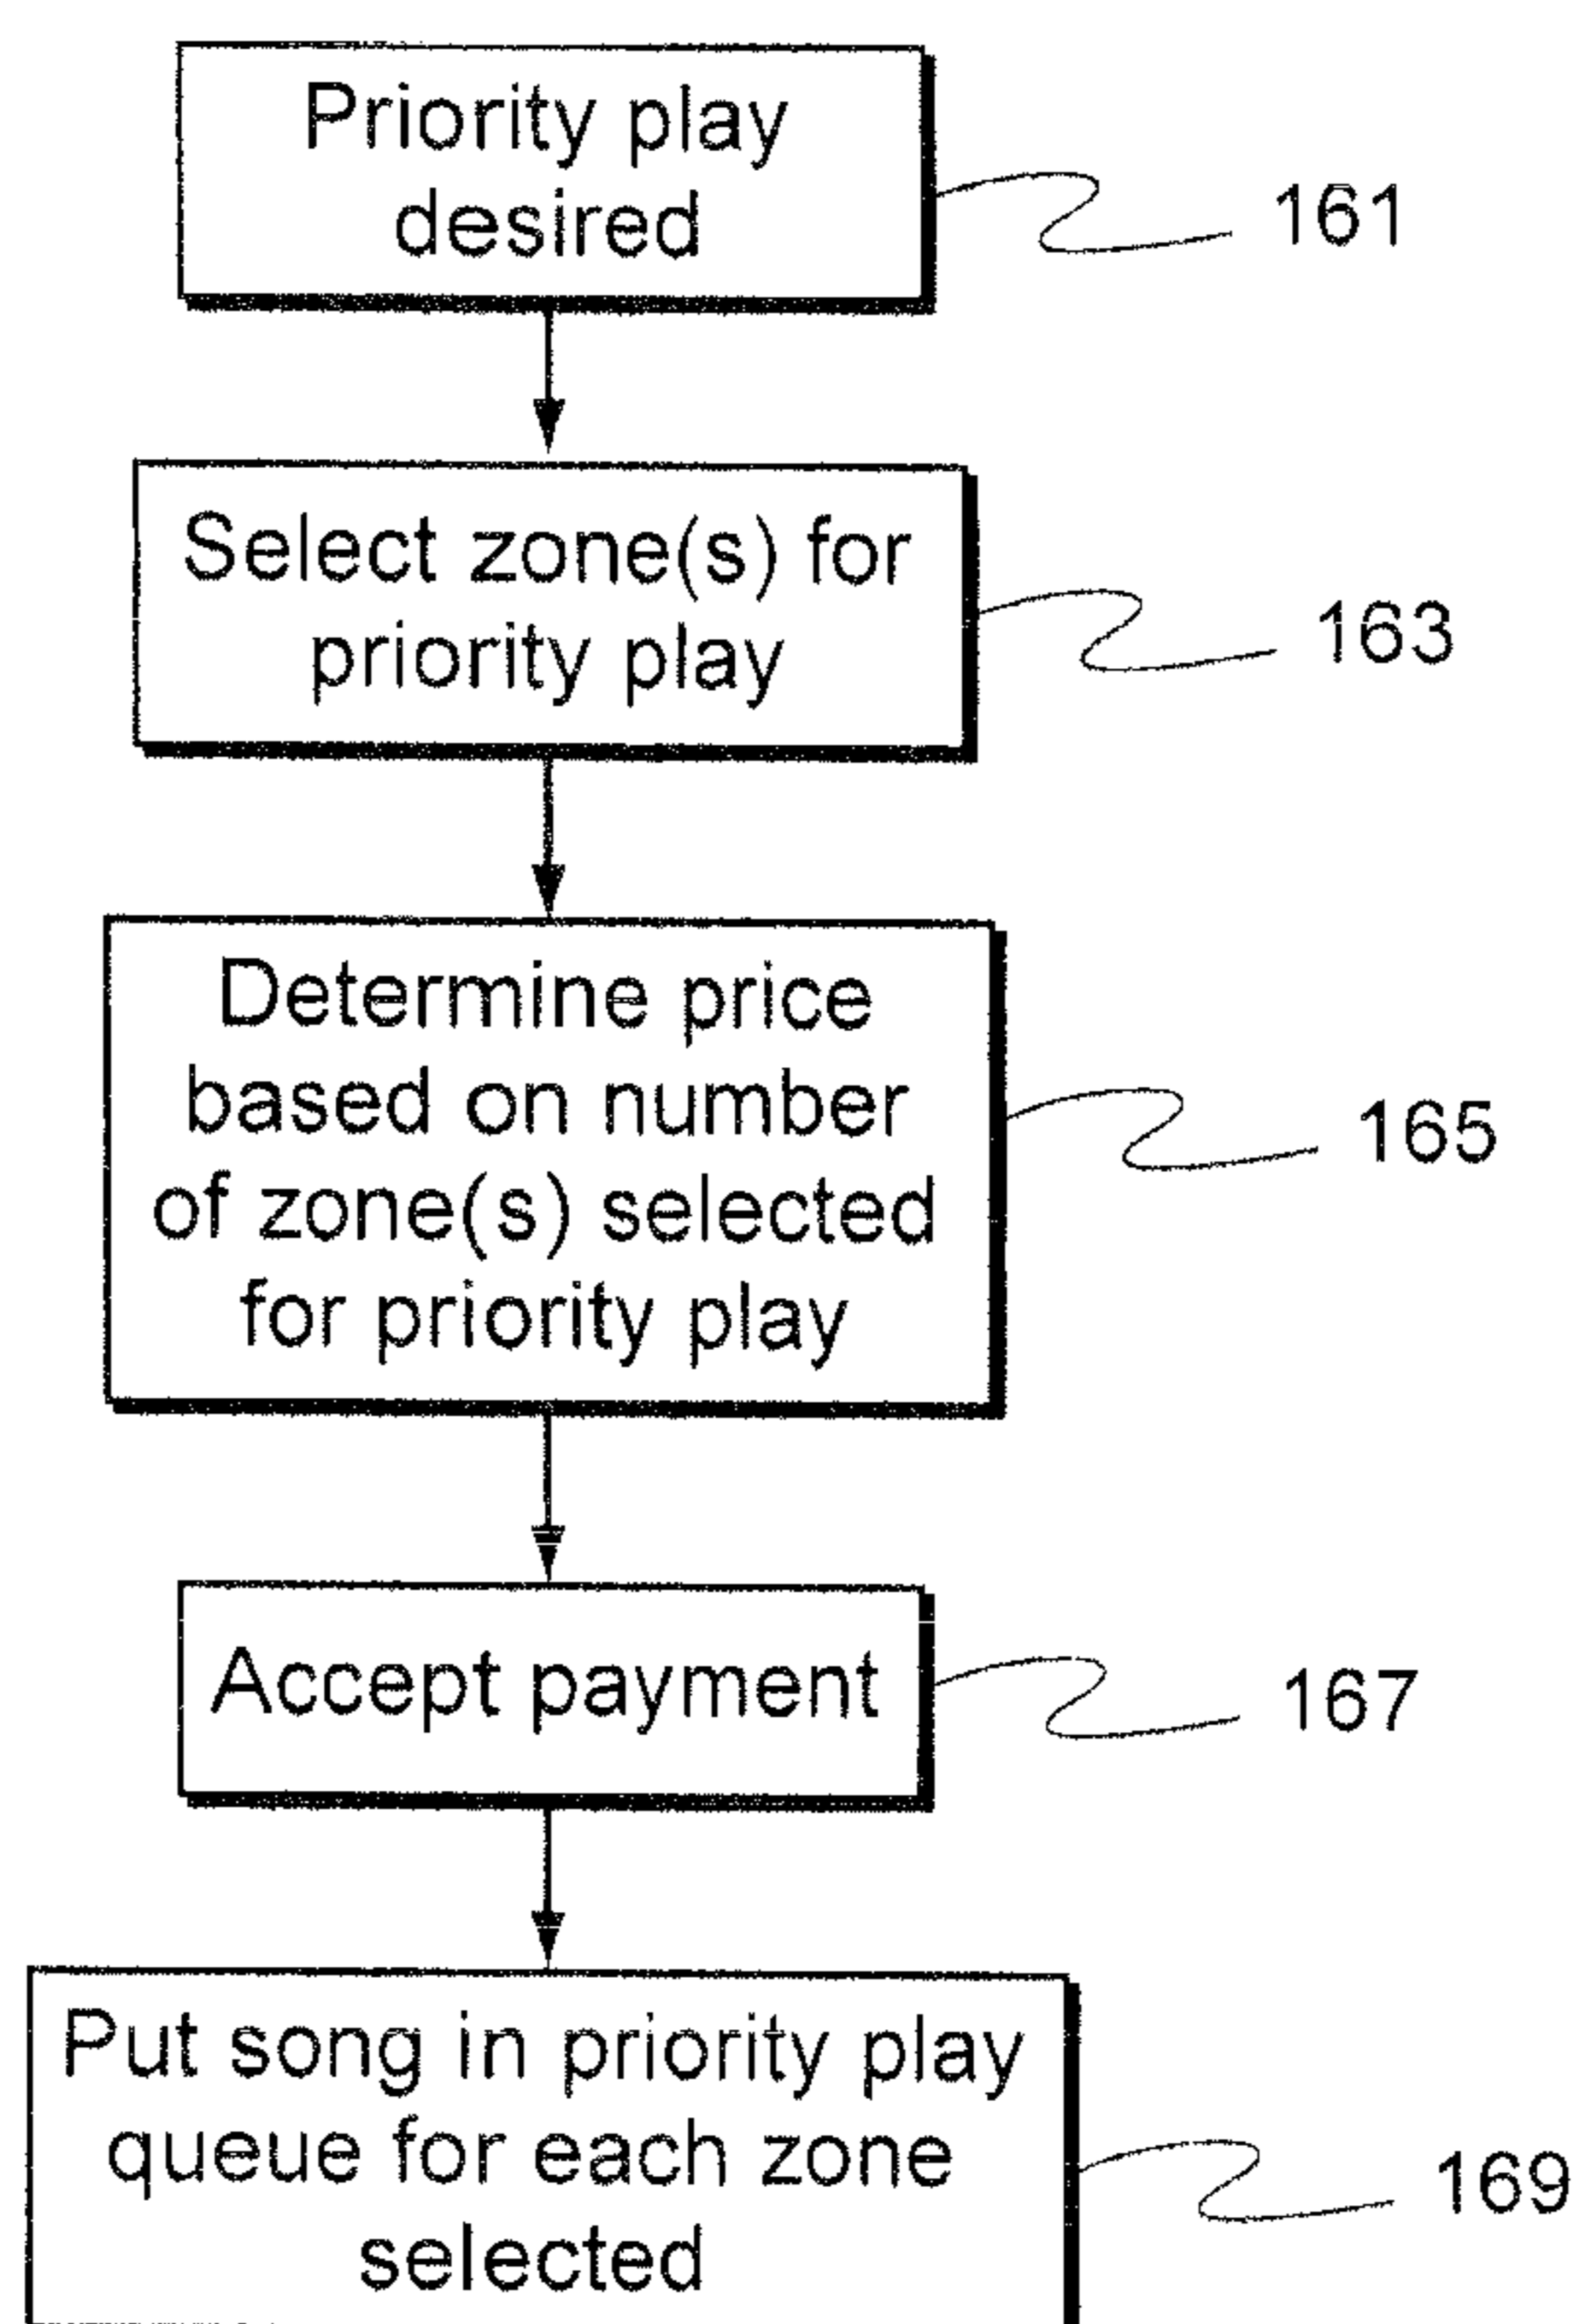 Priority play
desired
161
Select zone(s) for
priority play
163
Determine price
based on number
of zone(s) selected
for priority play
165
Accept payment
167
Put song in priority play
queue for each zone
selected
169